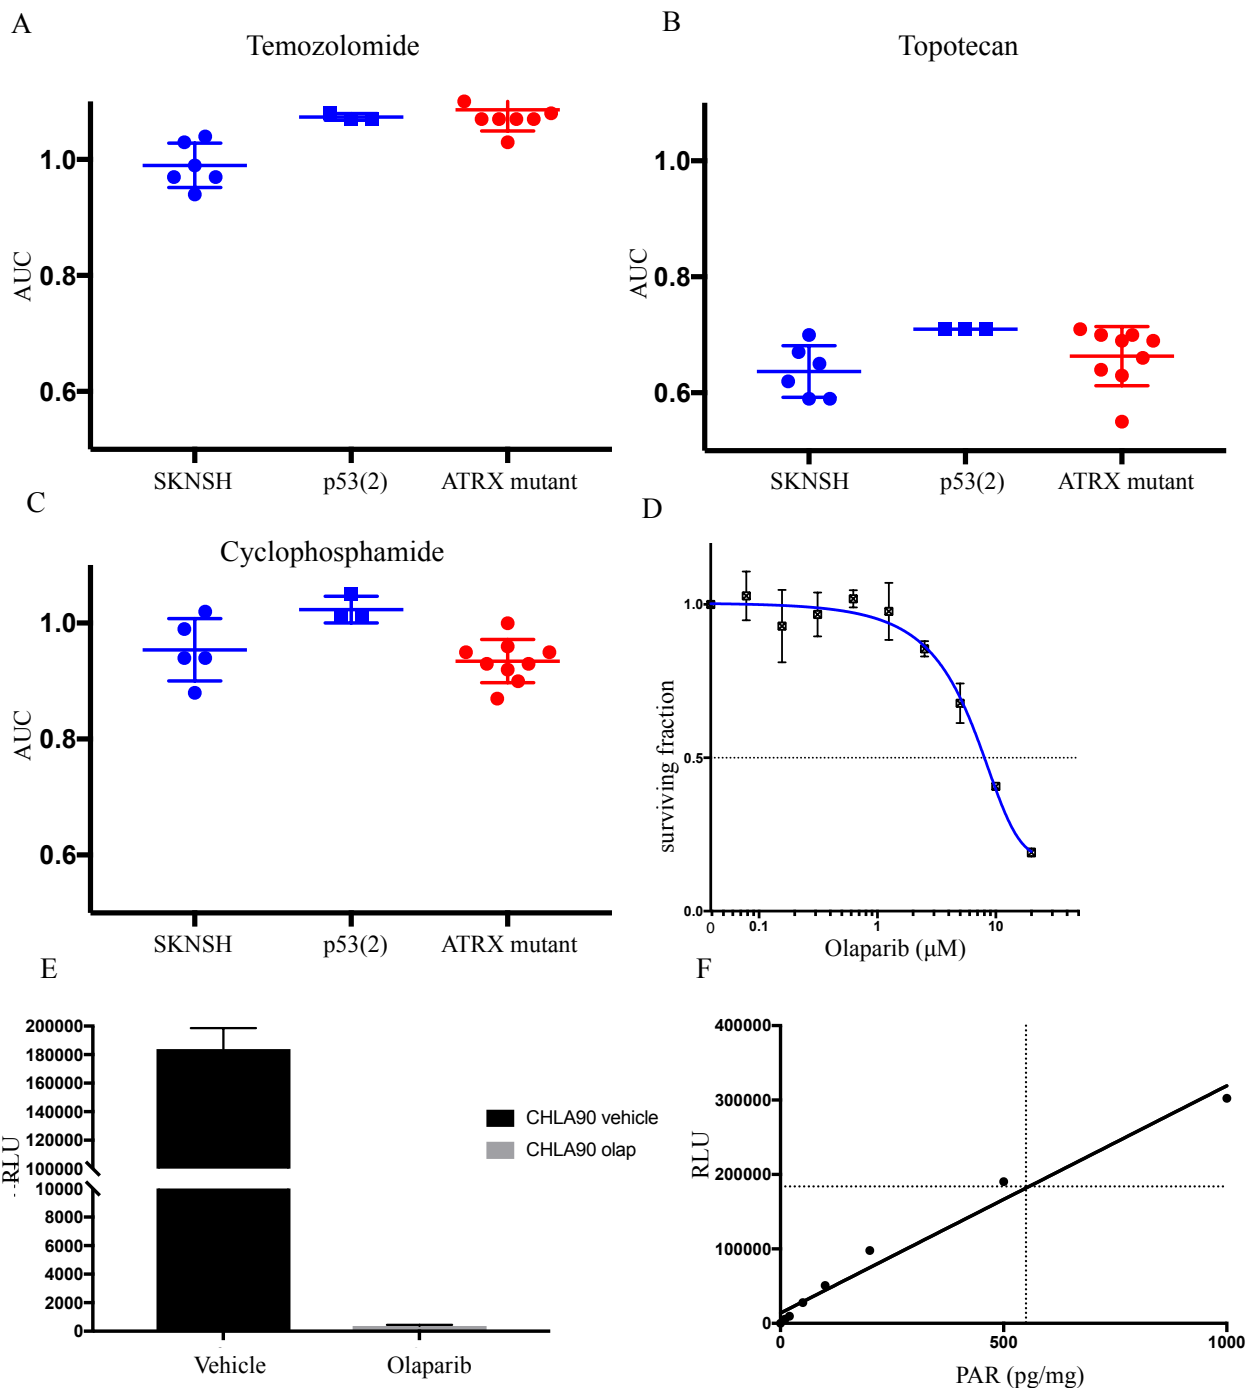 A
Temozolomide
AUC
1.0
0.8
0.6
SKNSH
p53(2)
ATRX mutant
B
Topotecan
AUC
1.0
0.8
0.6
SKNSH
p53(2)
ATRX mutant
C
Cyclophosphamide
AUC
1.0
0.8
0.6
SKNSH
p53(2)
ATRX mutant
D
surviving fraction
1.0
0.5
0.0
0
0.1
1
10
Olaparib (μM)
E
RLU
200000
180000
160000
140000
120000
100000
10000
8000
6000
4000
2000
0
Vehicle
Olaparib
CHLA90 vehicle
CHLA90 olap
F
RLU
400000
300000
200000
100000
0
0
500
1000
PAR (pg/mg)